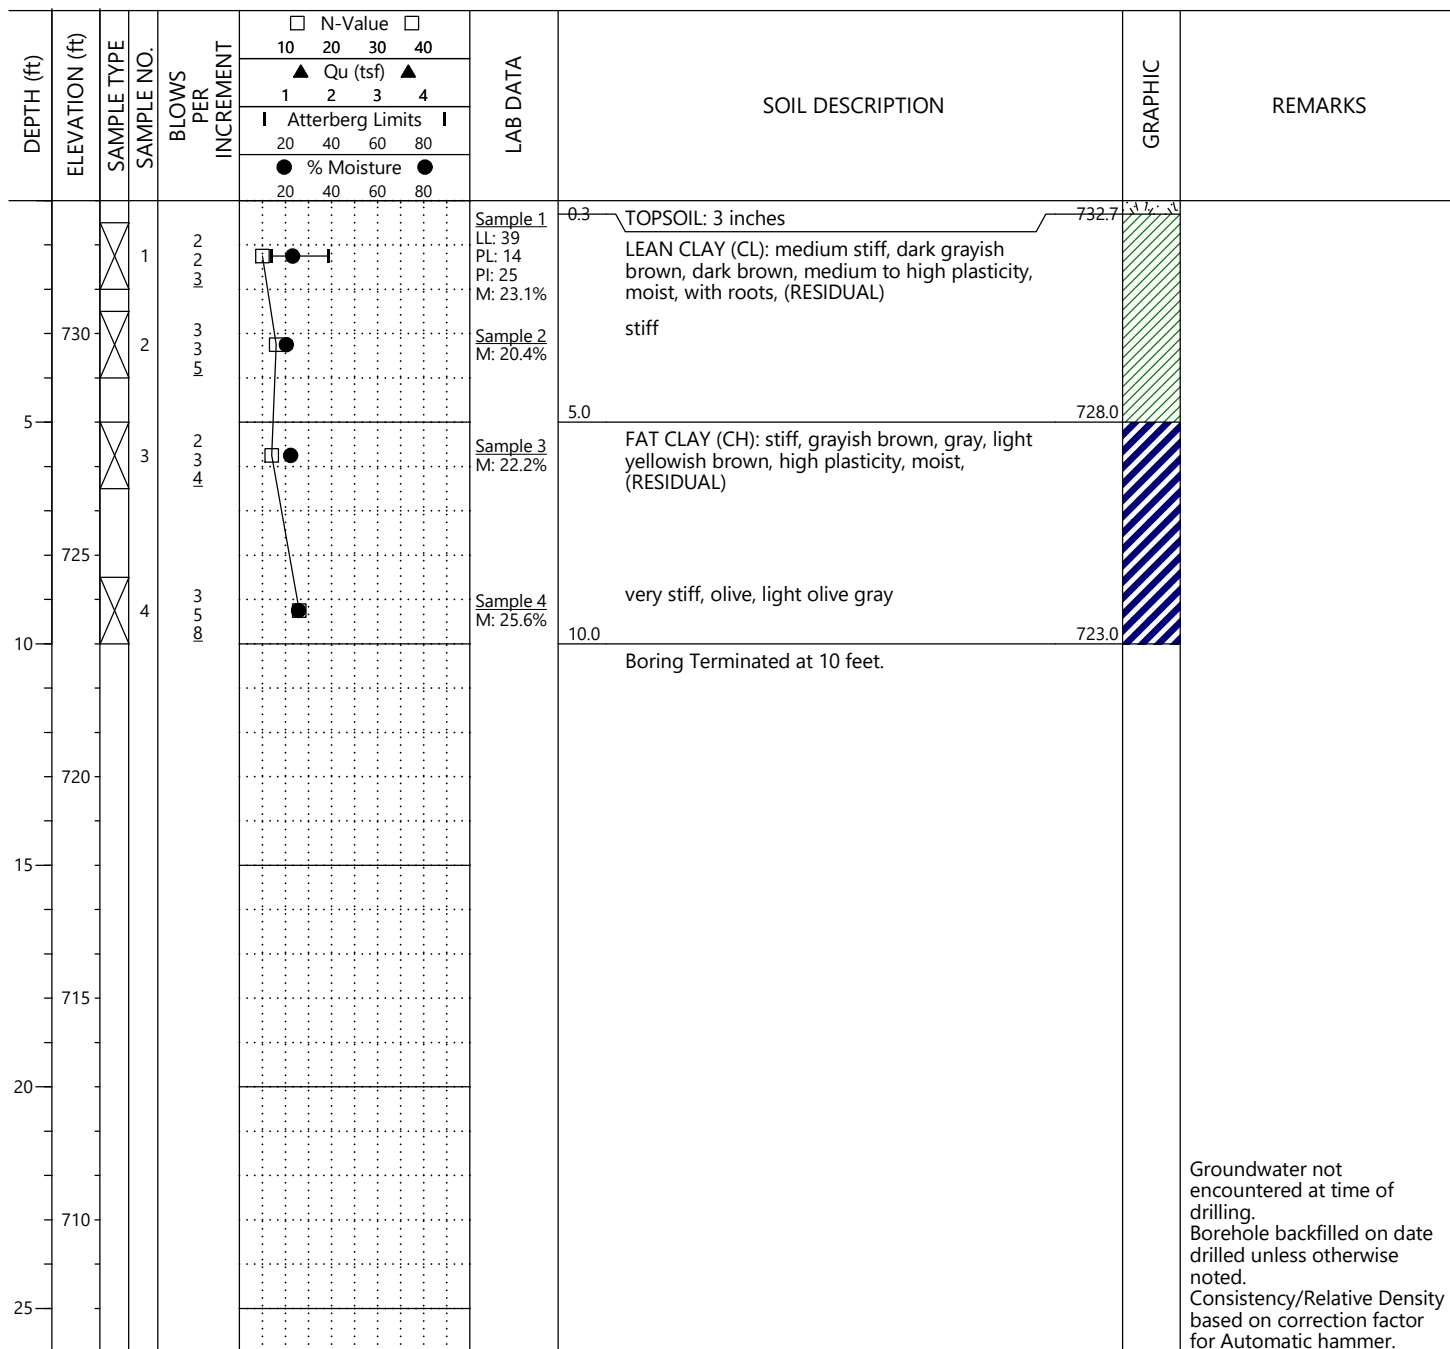 DEPTH (ft)
ELEVATION (ft)
SAMPLE TYPE
SAMPLE NO.
BLOWS
PER
INCREMENT
N-Value
10 20 30 40
Qu (tsf)
1 2 3 4
Atterberg Limits
20 40 60 80
% Moisture
20 40 60 80
LAB DATA
SOIL DESCRIPTION
GRAPHIC
REMARKS
1
2
2
3
Sample 1
LL: 39
PL: 14
PI: 25
M: 23.1%
0.3
TOPSOIL: 3 inches
732.7
LEAN CLAY (CL): medium stiff, dark grayish
brown, dark brown, medium to high plasticity,
moist, with roots, (RESIDUAL)
730
2
3
3
5
Sample 2
M: 20.4%
stiff
5.0
728.0
5
3
2
3
4
Sample 3
M: 22.2%
FAT CLAY (CH): stiff, grayish brown, gray, light
yellowish brown, high plasticity, moist,
(RESIDUAL)
725
4
3
5
8
Sample 4
M: 25.6%
very stiff, olive, light olive gray
10.0
723.0
10
Boring Terminated at 10 feet.
720
15
715
20
710
25
Groundwater not
encountered at time of
drilling.
Borehole backfilled on date
drilled unless otherwise
noted.
Consistency/Relative Density
based on correction factor
for Automatic hammer.